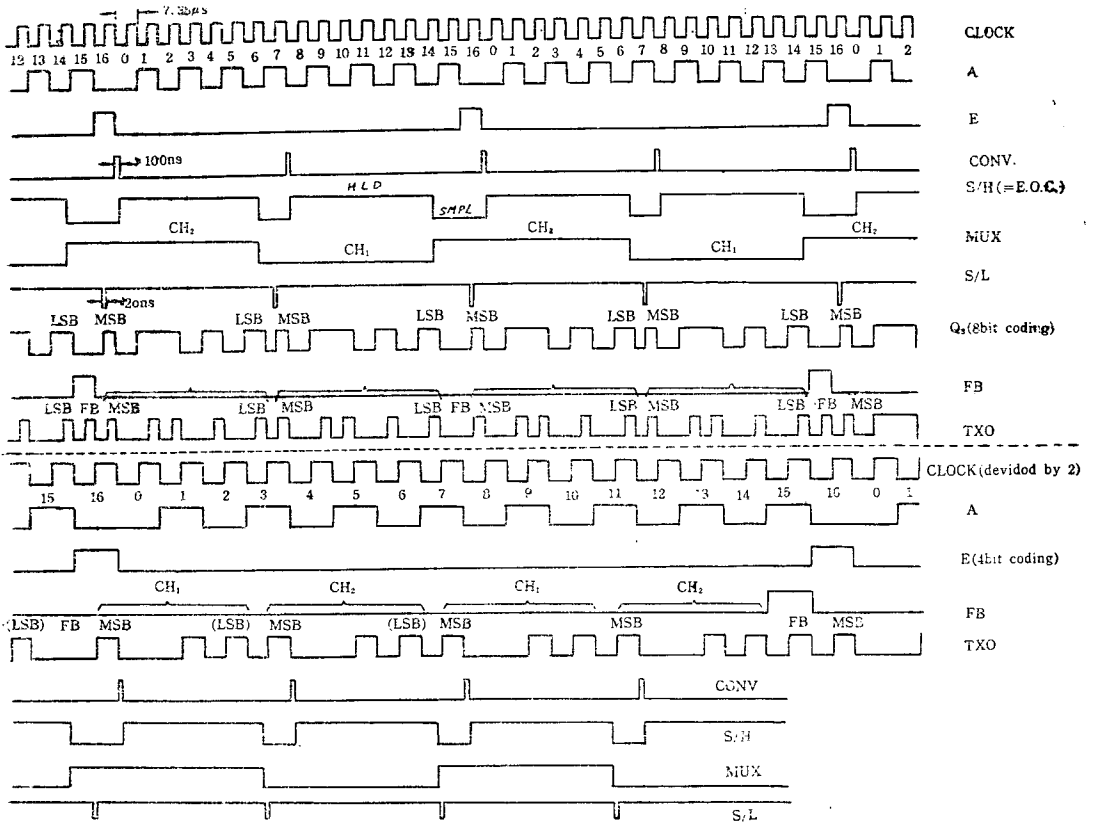 7.35μs
CLOCK
12 13 14 15 16 0 1 2 3 4 5 6 7 8 9 10 11 12 13 14 15 16 0 1 2 3 4 5 6 7 8 9 10 11 12 13 14 15 16 0 1 2
A
E
100ns
CONV.
HLD
S/H(=E.O.C.)
SMPL
CH₂ CH₁ CH₂ CH₁ CH₂
MUX
S/L
20ns
LSB MSB LSB MSB LSB MSB LSB MSB LSB MSB
Q₃(8bit coding)
FB
LSB FB MSB LSB MSB LSB FB MSB LSB MSB LSB FB MSB
TXO
CLOCK(devided by 2)
15 16 0 1 2 3 4 5 6 7 8 9 10 11 12 13 14 15 16 0 1
A
E(4bit coding)
CH₁ CH₂ CH₁ CH₂
FB
(LSB) FB MSB (LSB) MSB (LSB) MSB MSB FB MSB
TXO
CONV
S/H
MUX
S/L